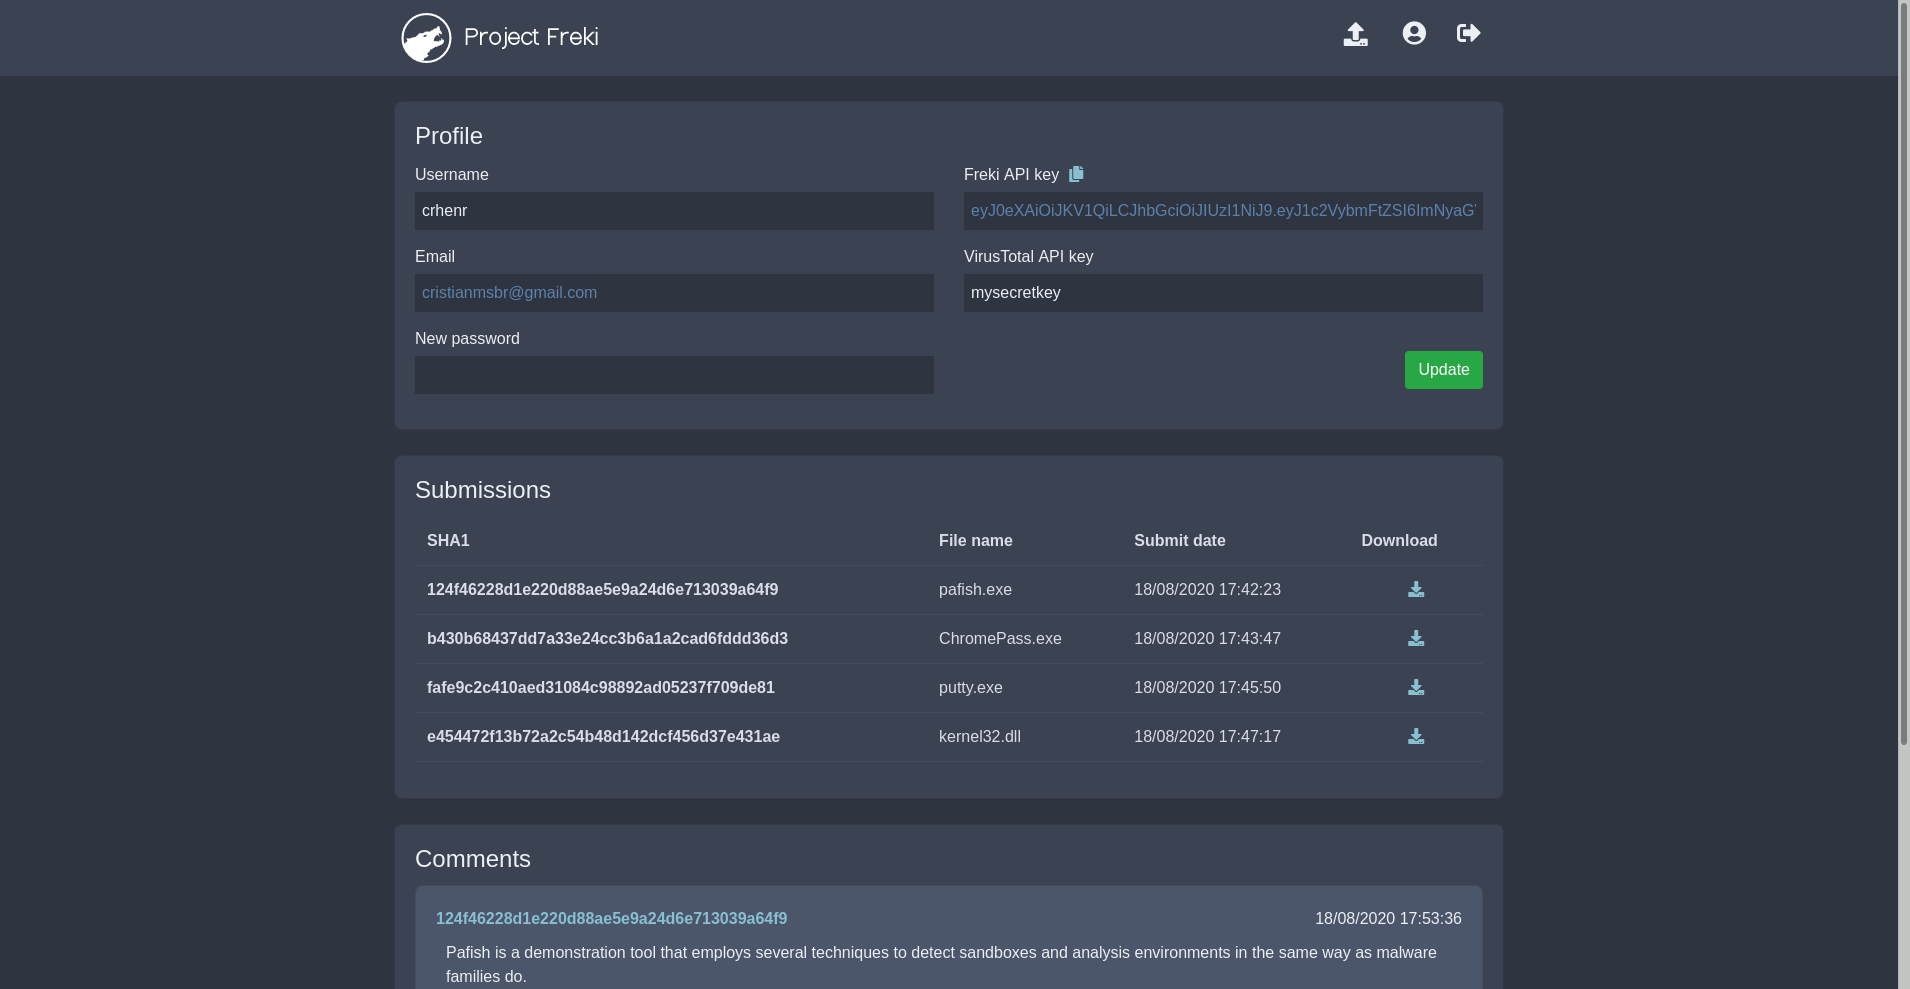 Project Freki
Profile
Username
Freki API key
crhenr
eyJ0eXAiOiJKV1QiLCJhbGciOiJIUzI1NiJ9.eyJ1c2VybmFtZSI6ImNyaG
Email
VirusTotal API key
cristianmsbr@gmail.com
mysecretkey
New password
Update
Submissions
SHA1 File name Submit date Download
124f46228d1e220d88ae5e9a24d6e713039a64f9 pafish.exe 18/08/2020 17:42:23
b430b68437dd7a33e24cc3b6a1a2cad6fddd36d3 ChromePass.exe 18/08/2020 17:43:47
fafe9c2c410aed31084c98892ad05237f709de81 putty.exe 18/08/2020 17:45:50
e454472f13b72a2c54b48d142dcf456d37e431ae kernel32.dll 18/08/2020 17:47:17
Comments
124f46228d1e220d88ae5e9a24d6e713039a64f9 18/08/2020 17:53:36
Pafish is a demonstration tool that employs several techniques to detect sandboxes and analysis environments in the same way as malware
families do.